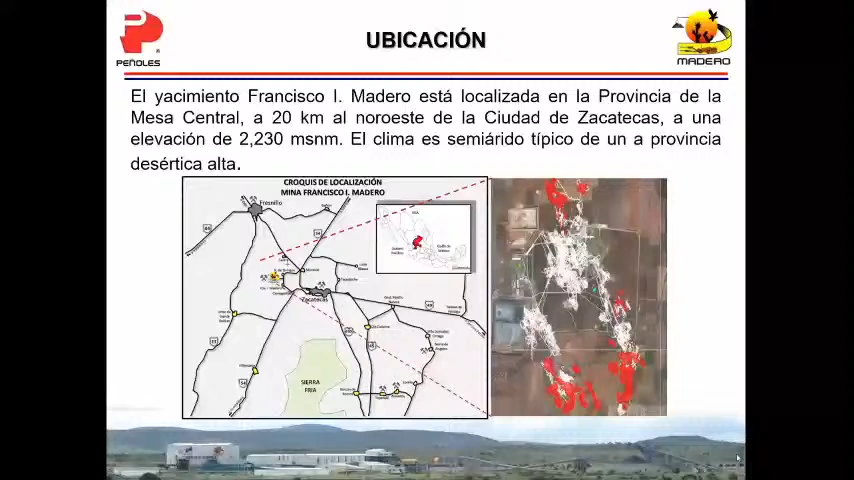 UBICACIÓN
PEÑOLES
MADERO
El yacimiento Francisco I. Madero está localizada en la Provincia de la
Mesa Central, a 20 km al noroeste de la Ciudad de Zacatecas, a una
elevación de 2,230 msnm. El clima es semiárido típico de un a provincia
desértica alta.
CROQUIS DE LOCALIZACIÓN
MINA FRANCISCO I. MADERO
Fresnillo
Zacatecas
SIERRA
FRIA